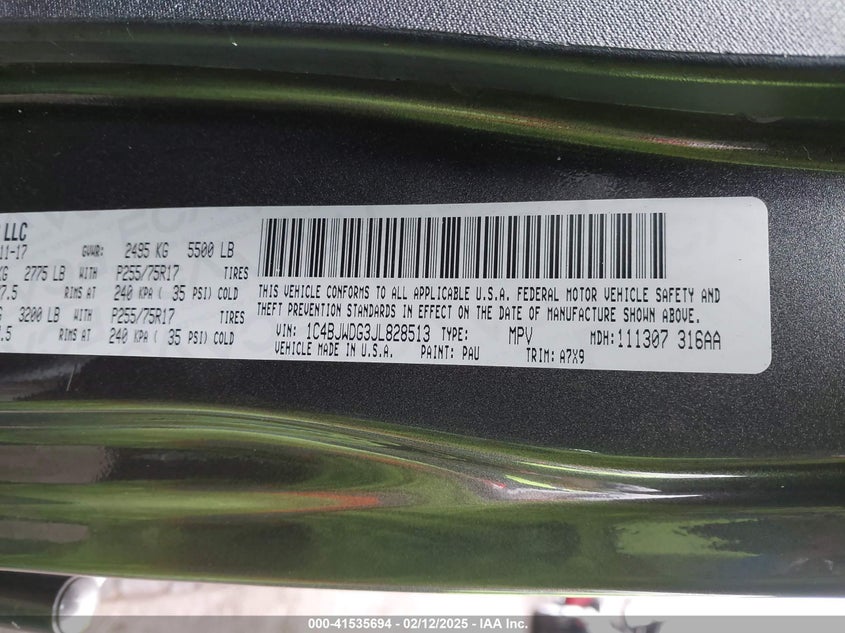 LLC
11-17 GVWR: 2495 KG 5500 LB
KG 2775 LB WITH P255/75R17 TIRES
7.5 RIMS AT 240 KPA ( 35 PSI) COLD
KG 3200 LB WITH P255/75R17 TIRES
.5 RIMS AT 240 KPA ( 35 PSI) COLD
THIS VEHICLE CONFORMS TO ALL APPLICABLE U.S.A. FEDERAL MOTOR VEHICLE SAFETY AND
THEFT PREVENTION STANDARDS IN EFFECT ON THE DATE OF MANUFACTURE SHOWN ABOVE.
VIN: 1C4BJWDG3JL828513 TYPE: MPV MDH: 111307 316AA
VEHICLE MADE IN U.S.A. PAINT: PAU TRIM: A7X9
000-41535694 - 02/12/2025 - IAA Inc.